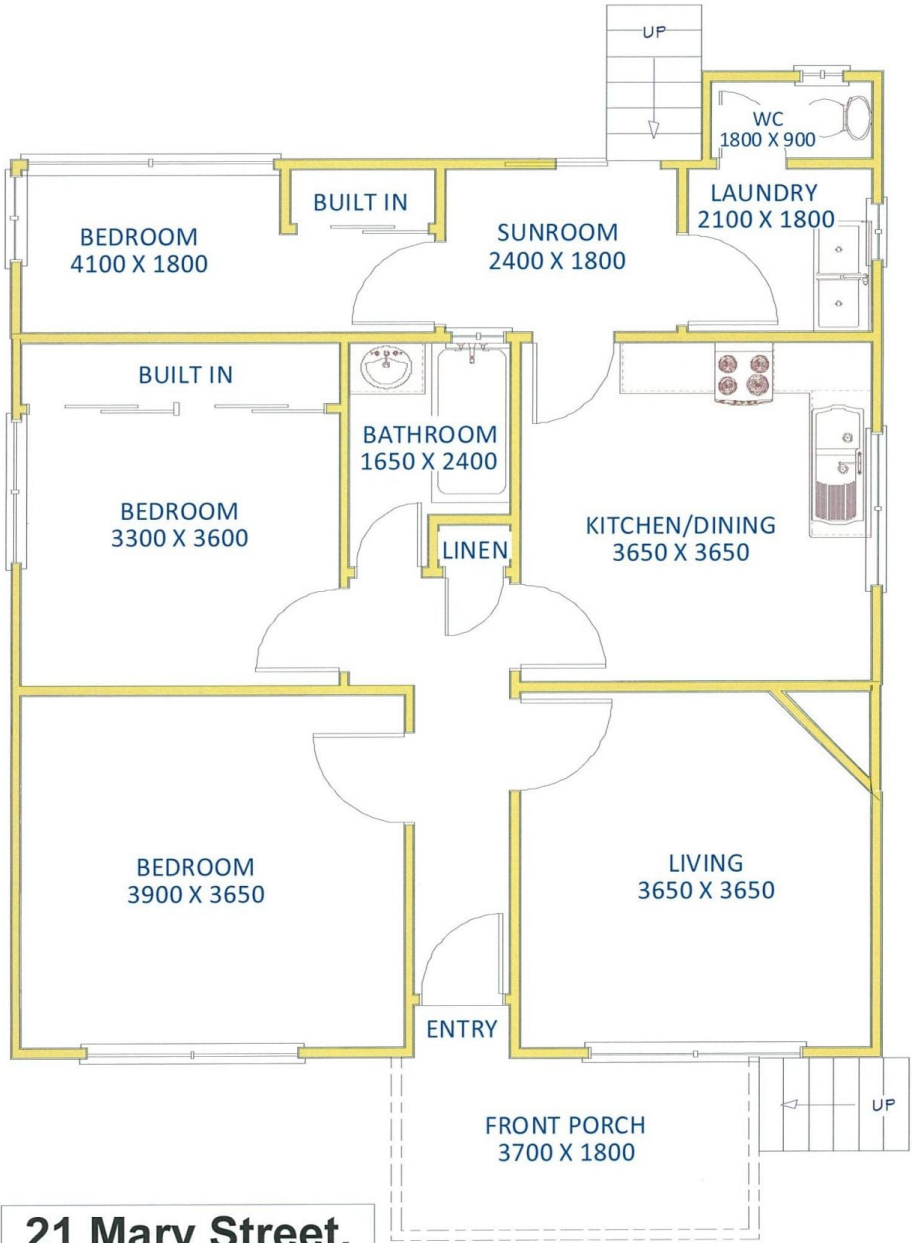 UP
WC
1800 X 900
BUILT IN
LAUNDRY
2100 X 1800
BEDROOM
4100 X 1800
SUNROOM
2400 X 1800
BUILT IN
BATHROOM
1650 X 2400
BEDROOM
3300 X 3600
KITCHEN/DINING
3650 X 3650
LINEN
BEDROOM
3900 X 3650
LIVING
3650 X 3650
ENTRY
UP
FRONT PORCH
3700 X 1800
21 Mary Street,